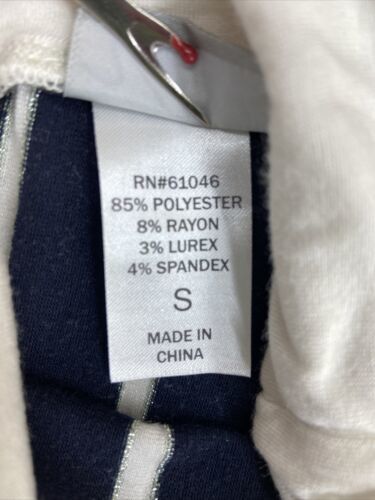 RN#61046
85% POLYESTER
8% RAYON
3% LUREX
4% SPANDEX
S
MADE IN
CHINA